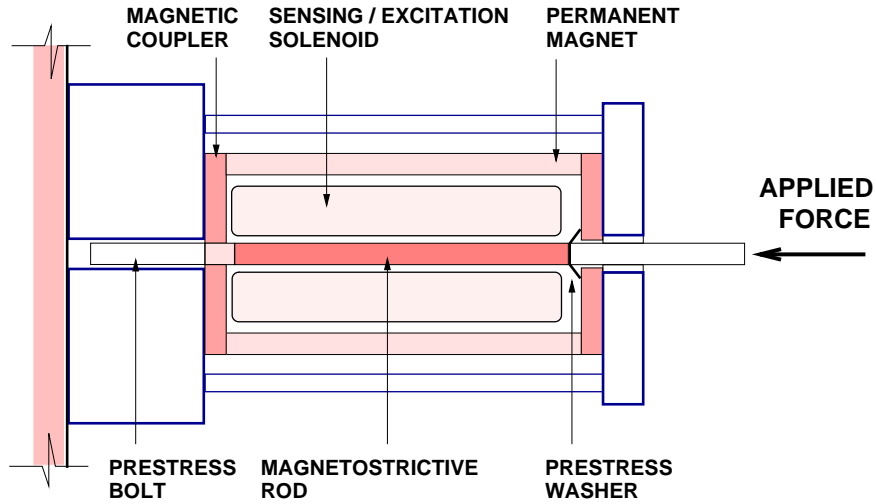 MAGNETIC
COUPLER
SENSING / EXCITATION
SOLENOID
PERMANENT
MAGNET
APPLIED
FORCE
PRESTRESS
BOLT
MAGNETOSTRICTIVE
ROD
PRESTRESS
WASHER